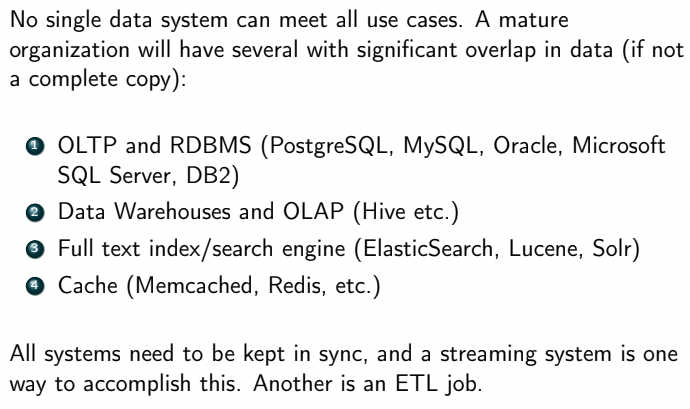 No single data system can meet all use cases. A mature
organization will have several with significant overlap in data (if not
a complete copy):
1 OLTP and RDBMS (PostgreSQL, MySQL, Oracle, Microsoft
SQL Server, DB2)
2 Data Warehouses and OLAP (Hive etc.)
3 Full text index/search engine (ElasticSearch, Lucene, Solr)
4 Cache (Memcached, Redis, etc.)
All systems need to be kept in sync, and a streaming system is one
way to accomplish this. Another is an ETL job.